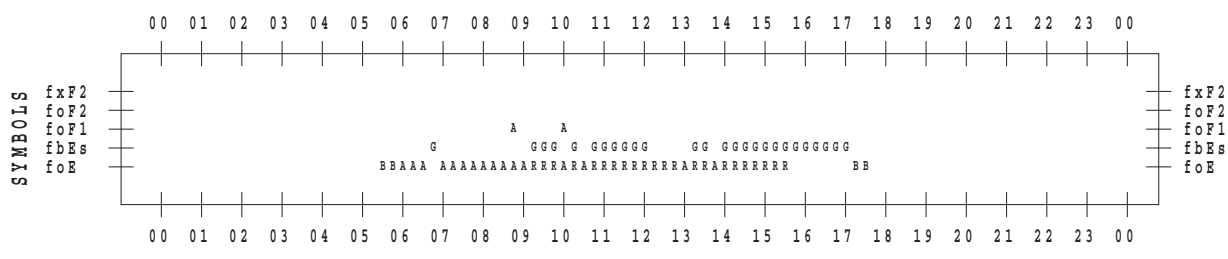 00 01 02 03 04 05 06 07 08 09 10 11 12 13 14 15 16 17 18 19 20 21 22 23 00
SYMBOLS
fxF2 fxF2
foF2 foF2
foF1 A A foF1
fbEs G GGG G GGGGGG GG GGGGGGGGGGGGG fbEs
foE BBAAA AAAAAAAAARRRARARRRRRRRRRARRARRRRRRR BB foE
00 01 02 03 04 05 06 07 08 09 10 11 12 13 14 15 16 17 18 19 20 21 22 23 00